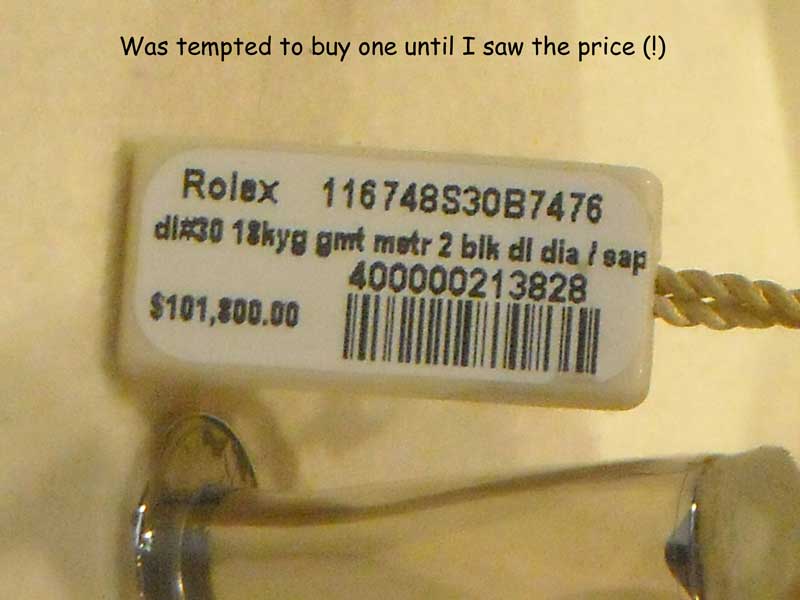 Was tempted to buy one until I saw the price (!)
Rolex 116748S30B7476
dl#30 18kyg gmt mstr 2 blk dl dia / sap
400000213828
$101,800.00